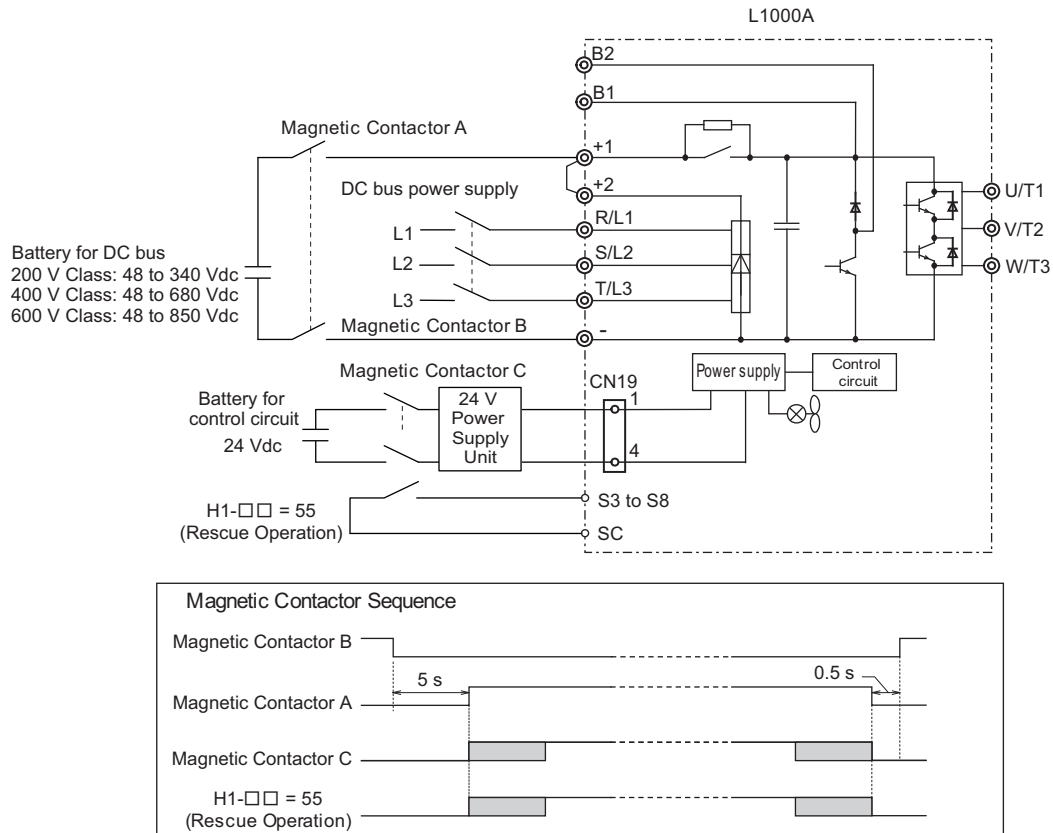 L1000A
B2
B1
Magnetic Contactor A
+1
DC bus power supply
+2
R/L1
L1
S/L2
L2
T/L3
L3
U/T1
V/T2
W/T3
Battery for DC bus
200 V Class: 48 to 340 Vdc
400 V Class: 48 to 680 Vdc
600 V Class: 48 to 850 Vdc
Magnetic Contactor B
-
Magnetic Contactor C
CN19
Power supply
Control
circuit
Battery for
control circuit
24 Vdc
24 V
Power
Supply
Unit
1
4
H1-□□ = 55
(Rescue Operation)
S3 to S8
SC
Magnetic Contactor Sequence
Magnetic Contactor B
5 s
0.5 s
Magnetic Contactor A
Magnetic Contactor C
H1-□□ = 55
(Rescue Operation)